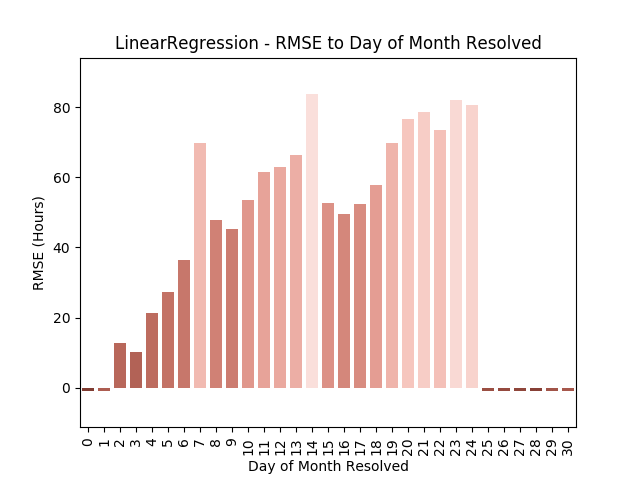 LinearRegression - RMSE to Day of Month Resolved
RMSE (Hours)
80
60
40
20
0
0 1 2 3 4 5 6 7 8 9 10 11 12 13 14 15 16 17 18 19 20 21 22 23 24 25 26 27 28 29 30
Day of Month Resolved